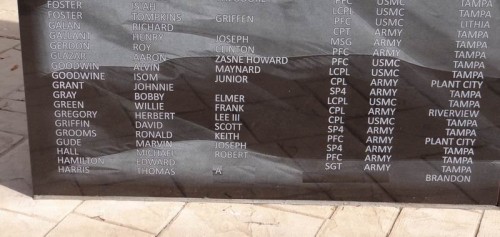 FOSTER PFC USMC TAMPA
FOSTER TOMPKINS GRIFFEN LCPL USMC TAMPA
GALAN RICHARD PFC USMC LITHIA
GALLANT HENRY JOSEPH CPT ARMY TAMPA
GERDON ROY CLINTON MSG ARMY TAMPA
GLAZAR AARON ZASNE HOWARD PFC ARMY TAMPA
GOODWIN ALVIN MAYNARD CPL USMC TAMPA
GOODWINE ISOM JUNIOR LCPL USMC TAMPA
GRANT JOHNNIE CPL ARMY PLANT CITY
GRAY BOBBY ELMER SP4 ARMY TAMPA
GREEN WILLIE FRANK LCPL USMC TAMPA
GREGORY HERBERT LEE III CPL USMC RIVERVIEW
GRIFFIN DAVID SCOTT CPL ARMY TAMPA
GROOMS RONALD KEITH SP4 ARMY TAMPA
GUDE MARVIN JOSEPH PFC ARMY PLANT CITY
HALL MICHAEL ROBERT SP4 ARMY TAMPA
HAMILTON EDWARD PFC ARMY TAMPA
HARRIS THOMAS "A" SGT ARMY BRANDON